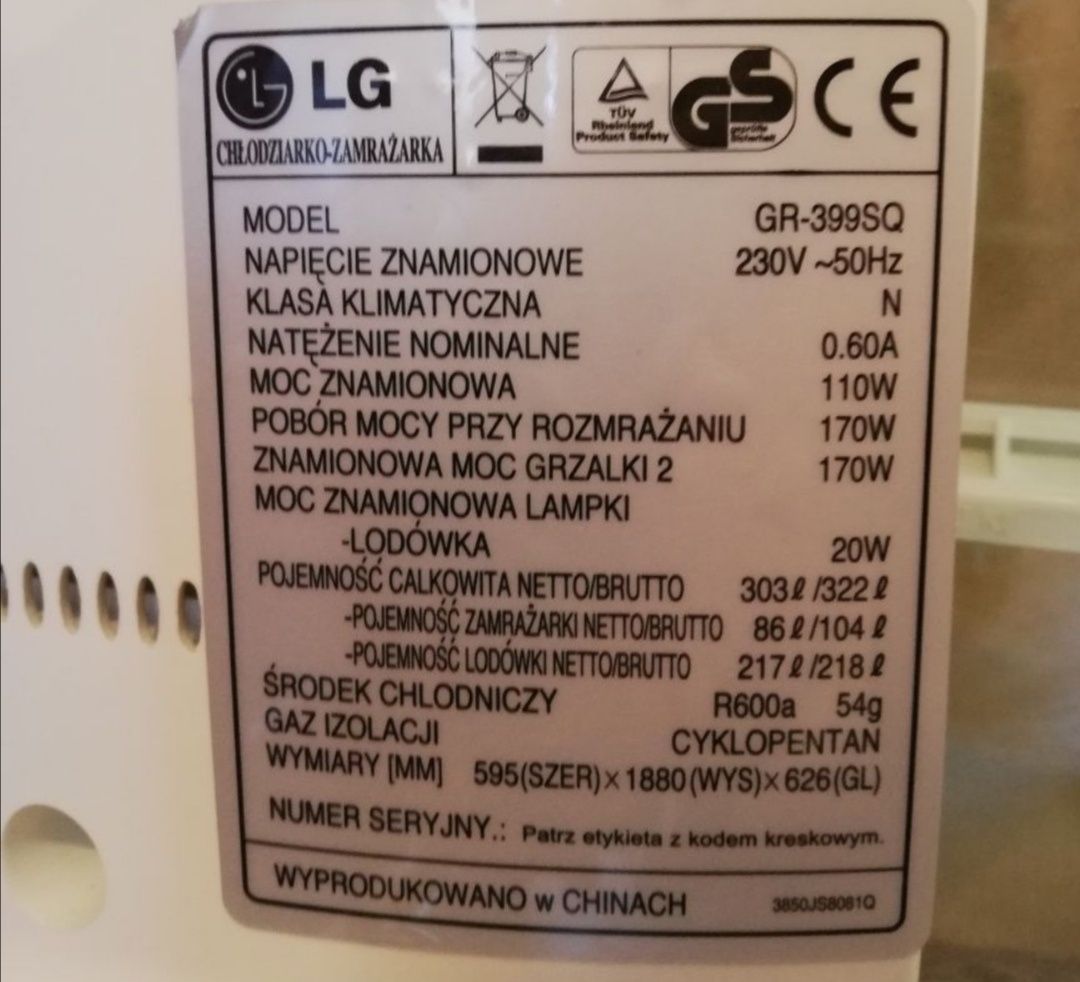 LG
CHŁODZIARKO-ZAMRAŻARKA
TÜV
Rheinland
Product Safety
GS
geprüfte
Sicherheit
CE
MODEL GR-399SQ
NAPIĘCIE ZNAMIONOWE 230V ~50Hz
KLASA KLIMATYCZNA N
NATĘŻENIE NOMINALNE 0.60A
MOC ZNAMIONOWA 110W
POBÓR MOCY PRZY ROZMRAŻANIU 170W
ZNAMIONOWA MOC GRZALKI 2 170W
MOC ZNAMIONOWA LAMPKI
-LODÓWKA 20W
POJEMNOŚĆ CALKOWITA NETTO/BRUTTO 303ℓ/322ℓ
-POJEMNOŚĆ ZAMRAŻARKI NETTO/BRUTTO 86ℓ/104ℓ
-POJEMNOŚĆ LODÓWKI NETTO/BRUTTO 217ℓ/218ℓ
ŚRODEK CHLODNICZY R600a 54g
GAZ IZOLACJI CYKLOPENTAN
WYMIARY [MM] 595(SZER)×1880(WYS)×626(GL)
NUMER SERYJNY.: Patrz etykieta z kodem kreskowym.
WYPRODUKOWANO w CHINACH 3850JS8081Q